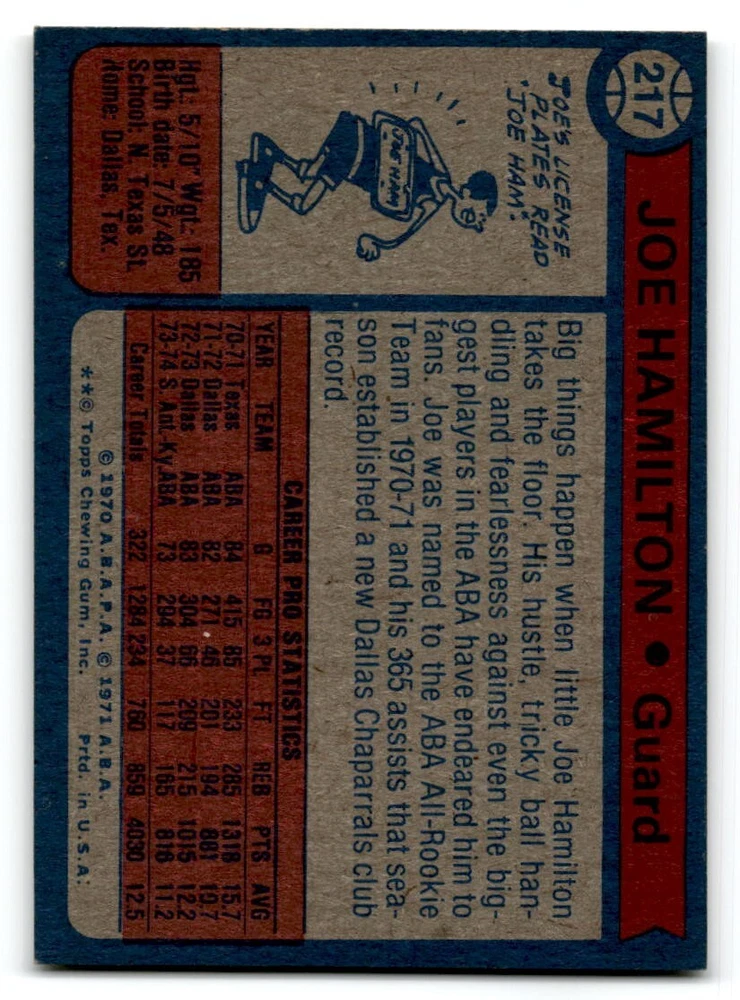 217
JOE HAMILTON • Guard
JOE'S LICENSE
PLATES READ
"JOE HAM".
JOE HAM
Hgt.: 5/10" Wgt.: 185
Birth date: 7/5/48
School: N. Texas St.
Home: Dallas, Tex.
Big things happen when little Joe Hamilton
takes the floor. His hustle, tricky ball han-
dling and fearlessness against even the big-
gest players in the ABA have endeared him to
fans. Joe was named to the ABA All-Rookie
Team in 1970-71 and his 365 assists that sea-
son established a new Dallas Chaparrals club
record.
CAREER PRO STATISTICS
YEAR TEAM G FG 3 PL FT REB PTS AVG
70-71 Texas ABA 84 415 85 233 285 1318 15.7
71-72 Dallas ABA 82 271 46 201 194 881 10.7
72-73 Dallas ABA 83 304 66 209 215 1015 12.2
73-74 S Ant-Ky ABA 73 294 37 117 165 816 11.2
Career Totals 322 1284 234 760 859 4030 12.5
© 1970 A.B.A.P.A. © 1971 A.B.A.
**© Topps Chewing Gum, Inc. Prtd. in U.S.A.